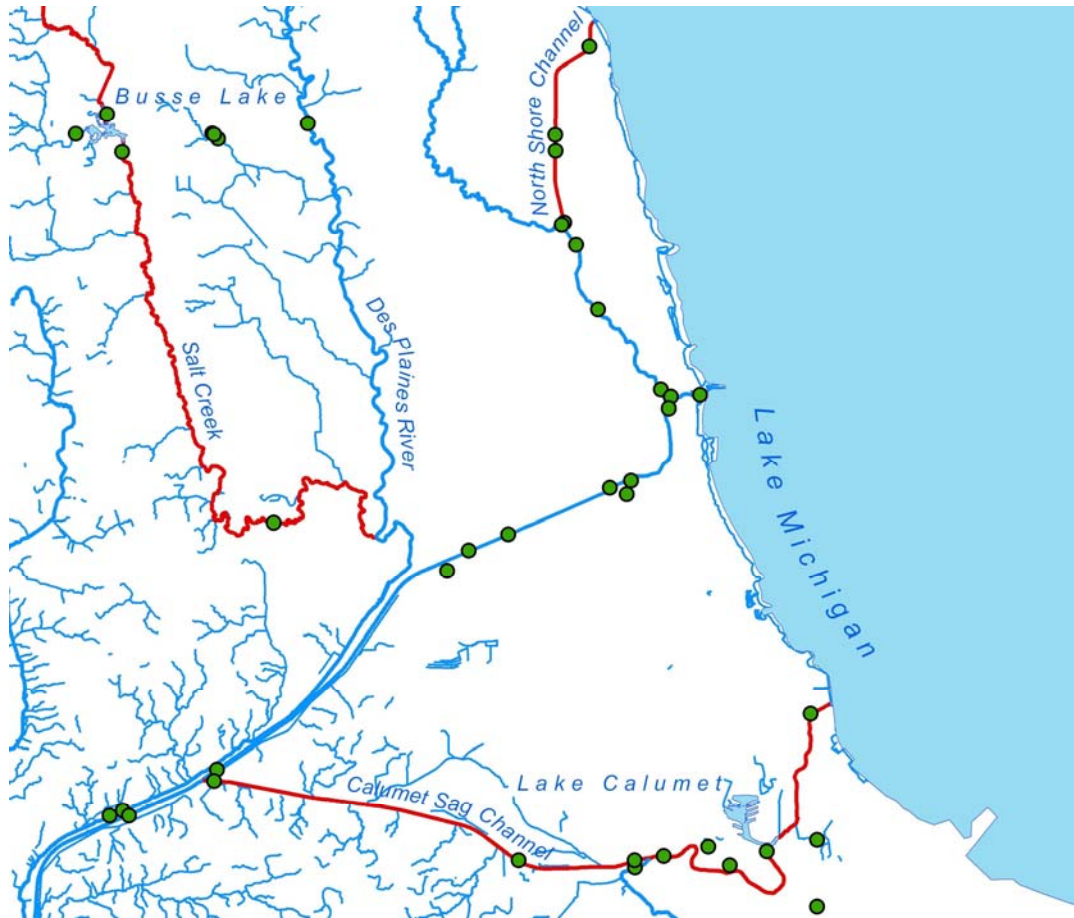 Busse Lake
North Shore Channel
Des Plaines River
Salt Creek
Lake Michigan
Lake Calumet
Calumet Sag Channel